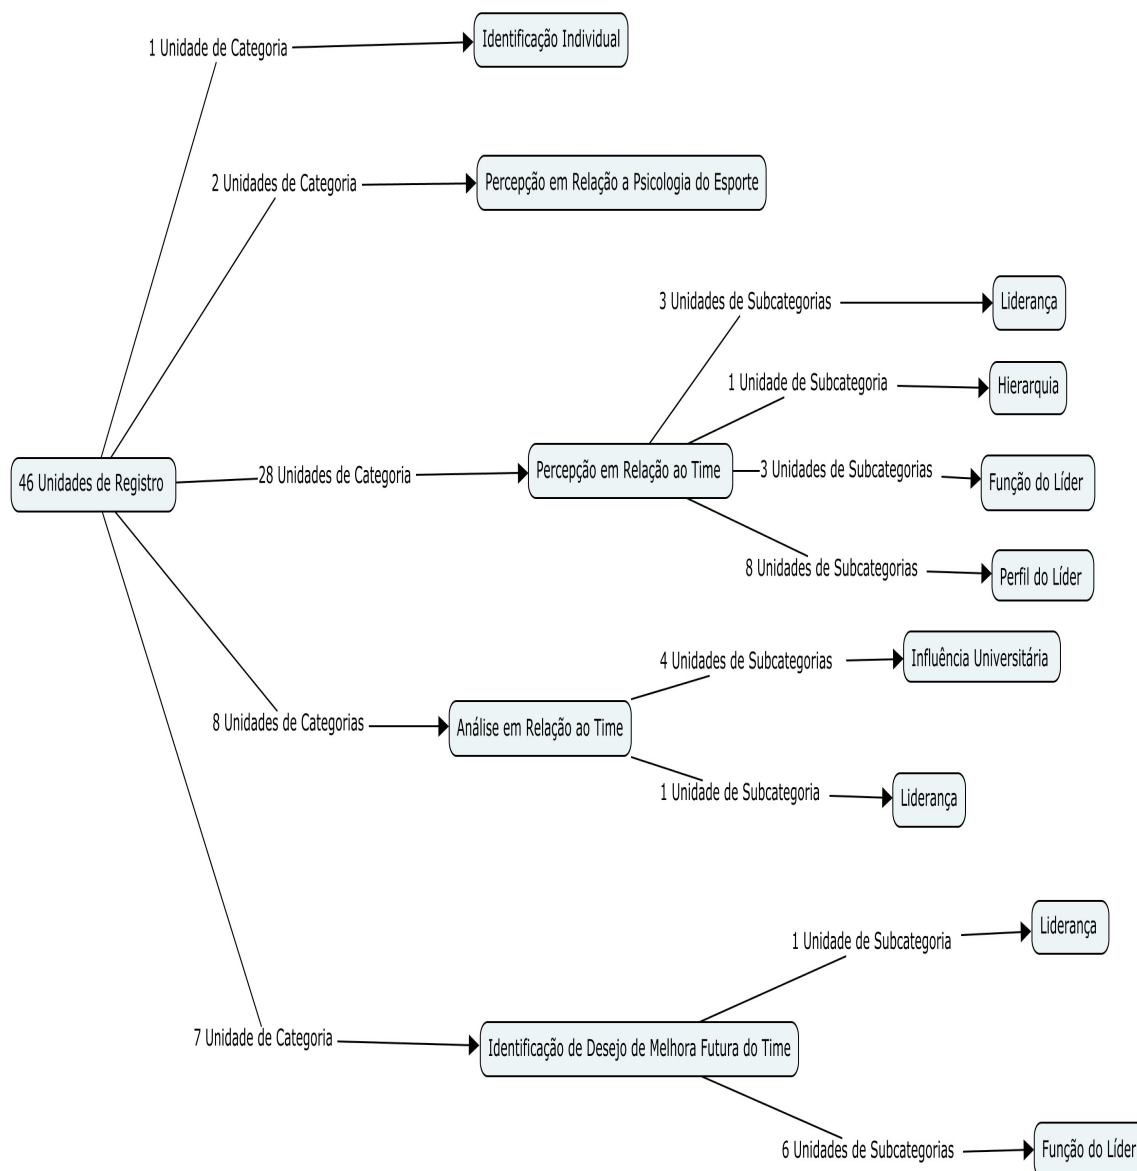 1 Unidade de Categoria
Identificação Individual
2 Unidades de Categoria
Percepção em Relação a Psicologia do Esporte
3 Unidades de Subcategorias
Liderança
1 Unidade de Subcategoria
Hierarquia
46 Unidades de Registro
28 Unidades de Categoria
Percepção em Relação ao Time
3 Unidades de Subcategorias
Função do Líder
8 Unidades de Subcategorias
Perfil do Líder
4 Unidades de Subcategorias
Influência Universitária
8 Unidades de Categorias
Análise em Relação ao Time
1 Unidade de Subcategoria
Liderança
1 Unidade de Subcategoria
Liderança
7 Unidade de Categoria
Identificação de Desejo de Melhora Futura do Time
6 Unidades de Subcategorias
Função do Líder